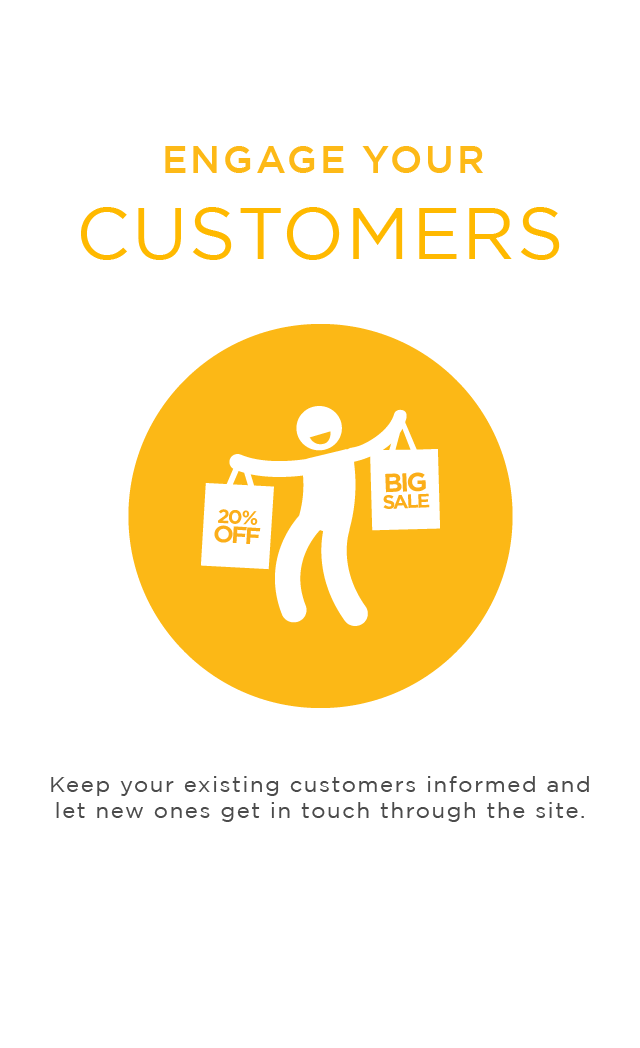 ENGAGE YOUR
CUSTOMERS
BIG
SALE
20%
OFF
Keep your existing customers informed and
let new ones get in touch through the site.